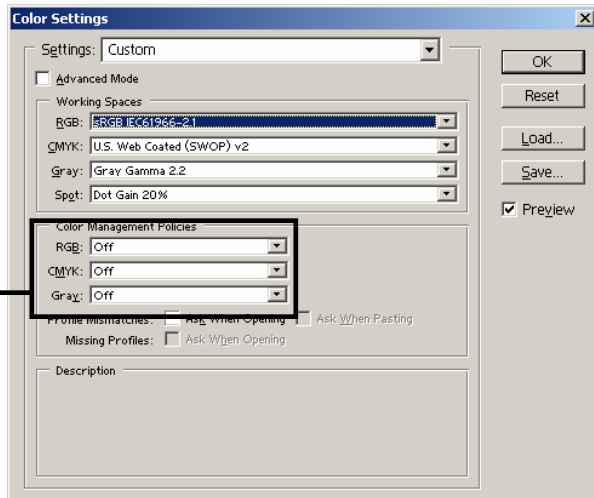 Color Settings
Settings: Custom
OK
Advanced Mode
Reset
Working Spaces
RGB: sRGB IEC61966-2.1
CMYK: U.S. Web Coated (SWOP) v2
Load...
Gray: Gray Gamma 2.2
Save...
Spot: Dot Gain 20%
Preview
Color Management Policies
RGB: Off
CMYK: Off
Gray: Off
Profile Mismatches: Ask When Opening Ask When Pasting
Missing Profiles: Ask When Opening
Description